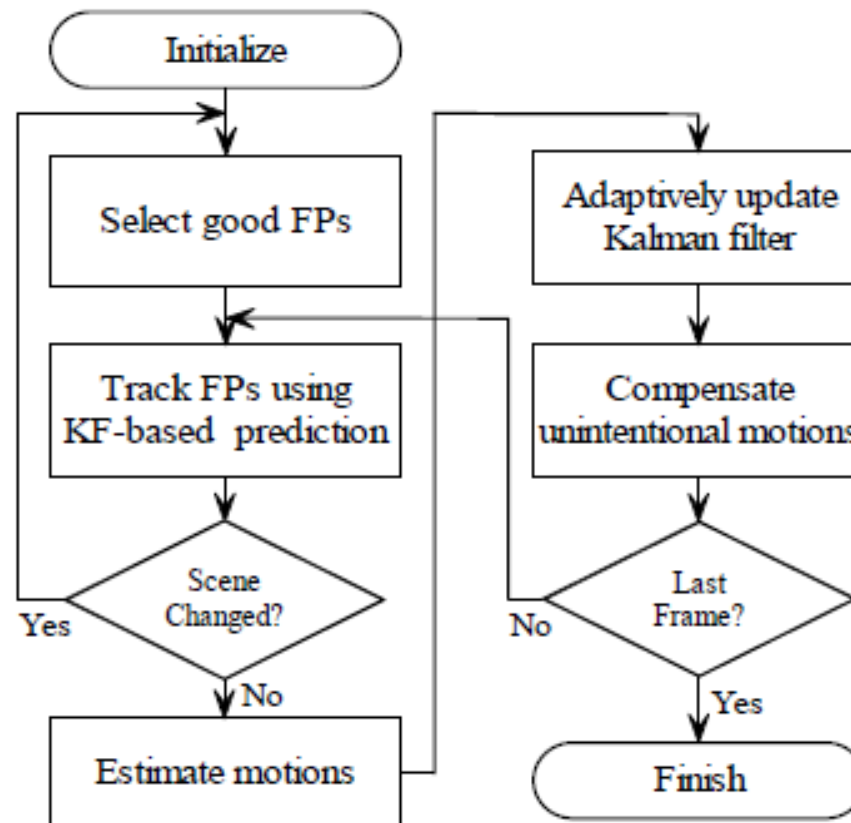 Initialize
Select good FPs
Track FPs using
KF-based prediction
Scene
Changed?
Yes
No
Estimate motions
Adaptively update
Kalman filter
Compensate
unintentional motions
Last
Frame?
No
Yes
Finish